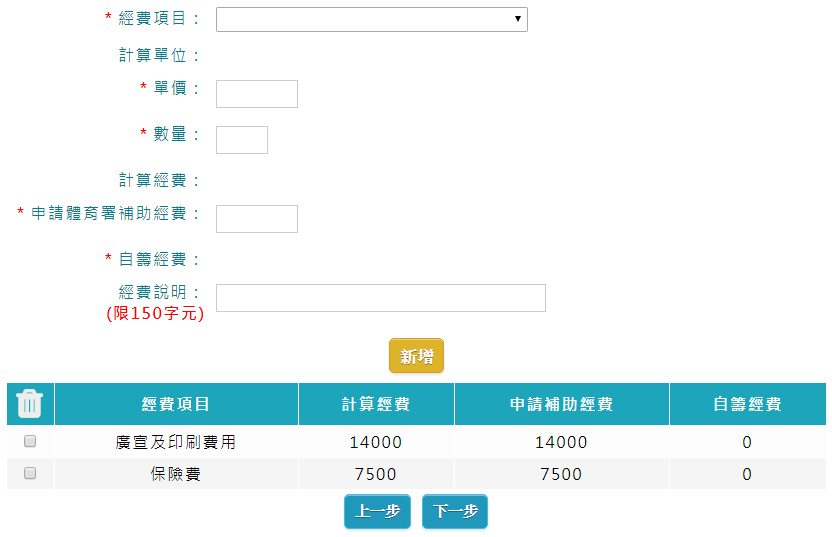 * 經費項目：
計算單位：
* 單價：
* 數量：
計算經費：
* 申請體育署補助經費：
* 自籌經費：
經費說明：
(限150字元)
新增
經費項目 計算經費 申請補助經費 自籌經費
廣宣及印刷費用 14000 14000 0
保險費 7500 7500 0
上一步 下一步